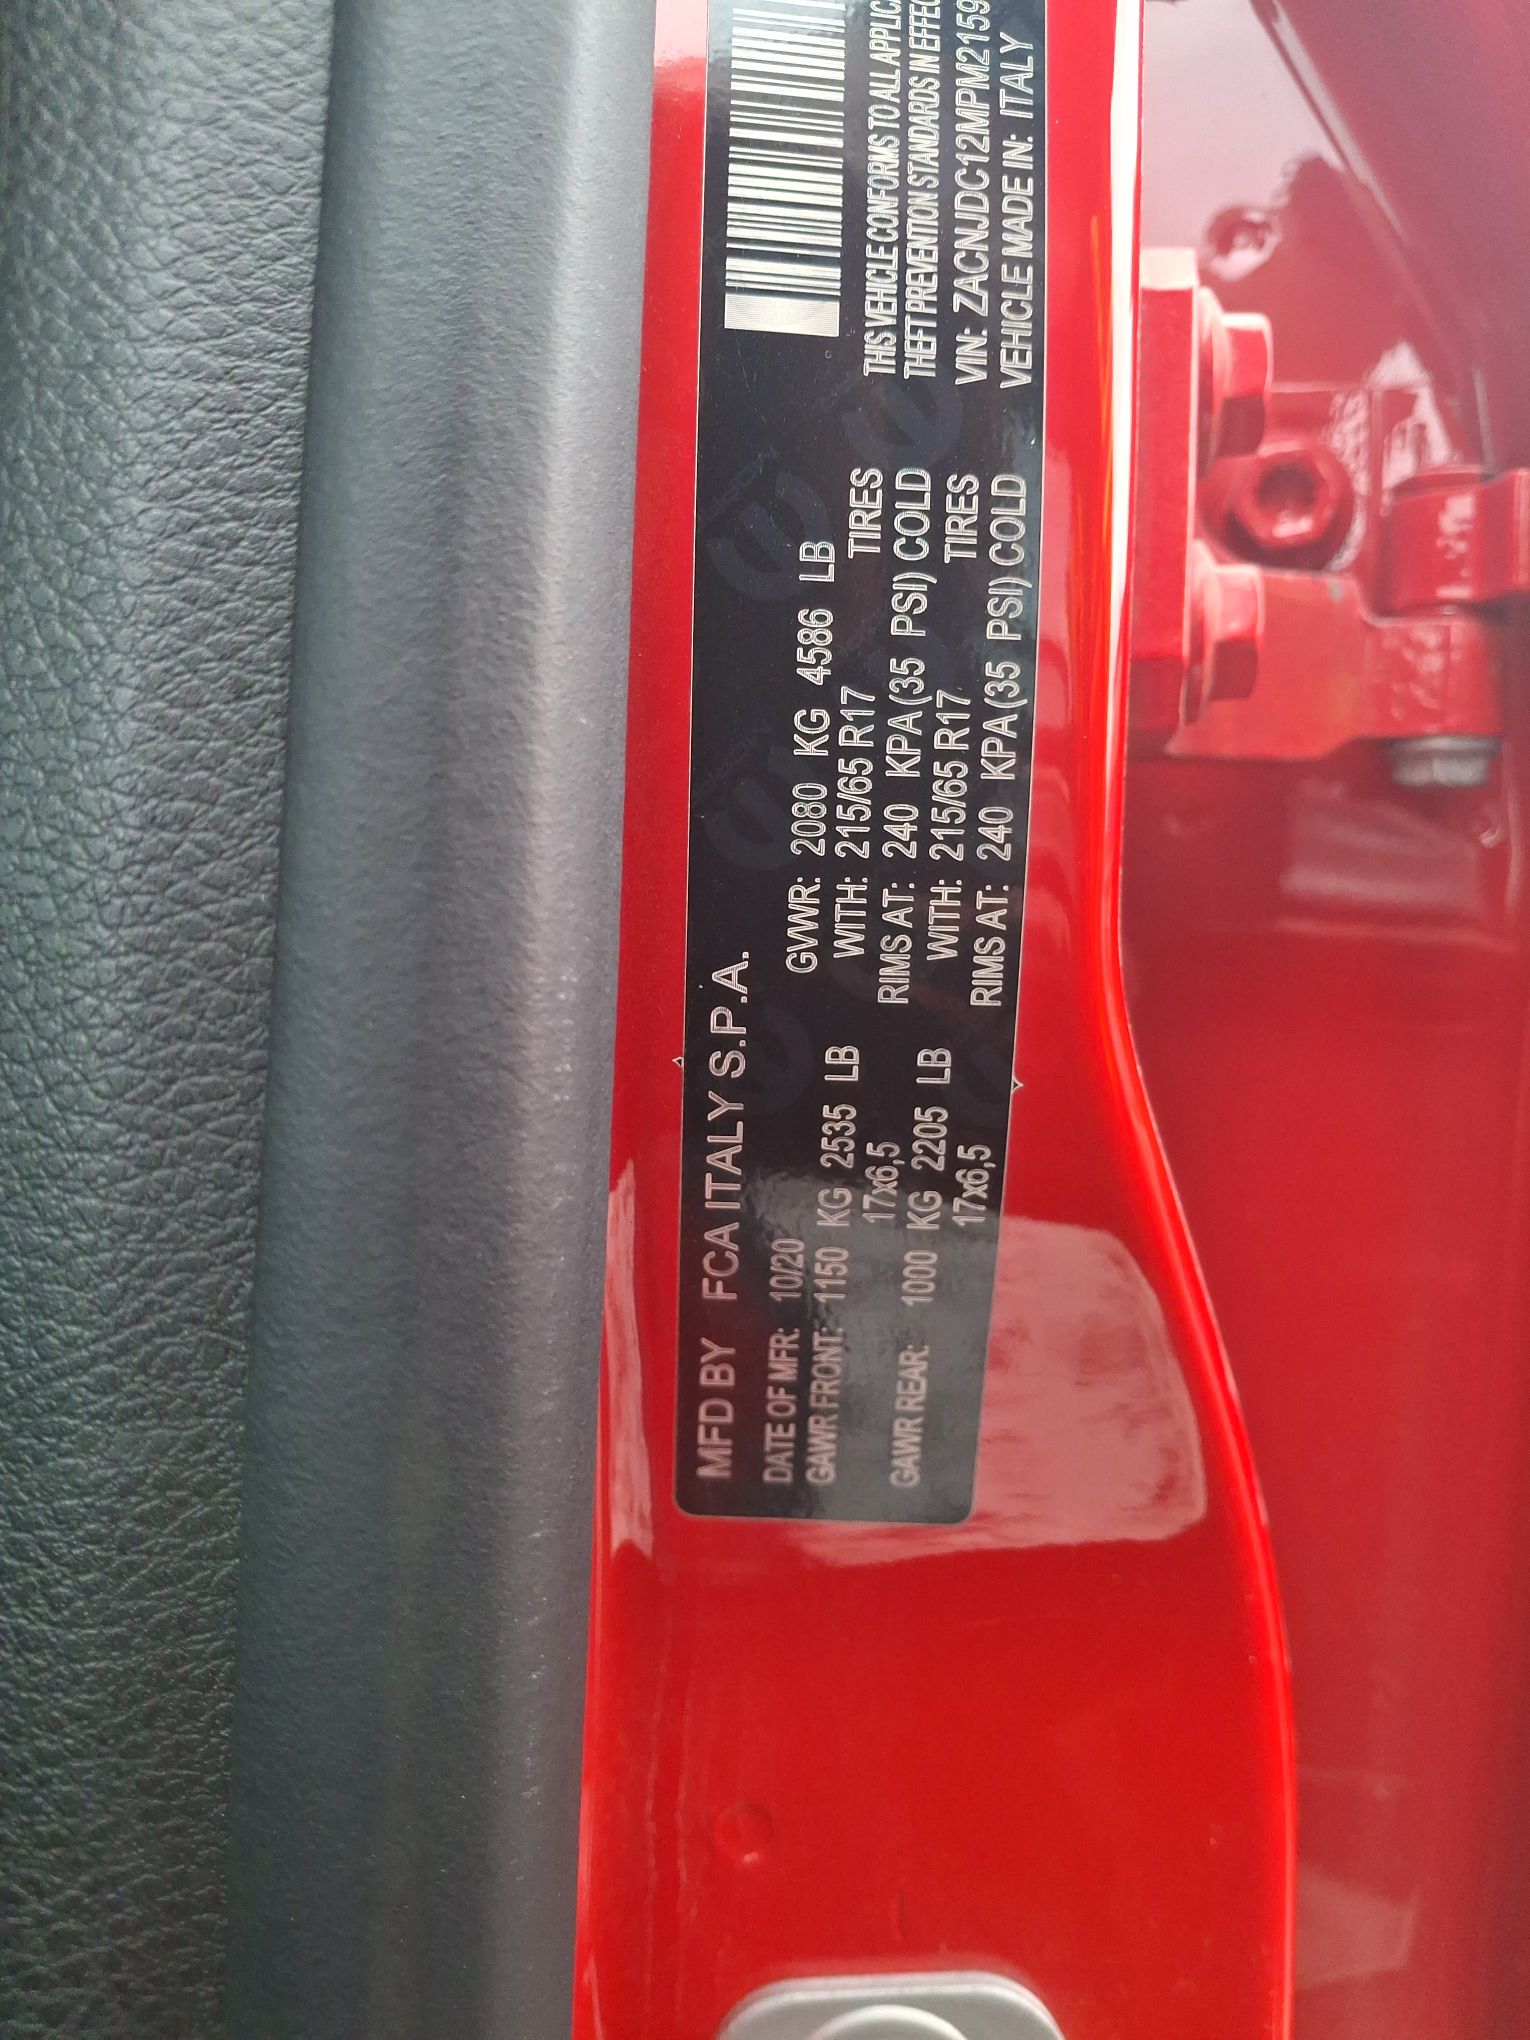 MFD BY FCA ITALY S.P.A.
DATE OF MFR: 10/20 GVWR: 2080 KG 4586 LB
GAWR FRONT: 1150 KG 2535 LB WITH: 215/65 R17 TIRES
17x6,5 RIMS AT: 240 KPA (35 PSI) COLD
GAWR REAR: 1000 KG 2205 LB WITH: 215/65 R17 TIRES
17x6,5 RIMS AT: 240 KPA (35 PSI) COLD
THIS VEHICLE CONFORMS TO ALL
THEFT PREVENTION STANDARDS IN
VIN: ZACNJDC12MPM2159
VEHICLE MADE IN: ITALY